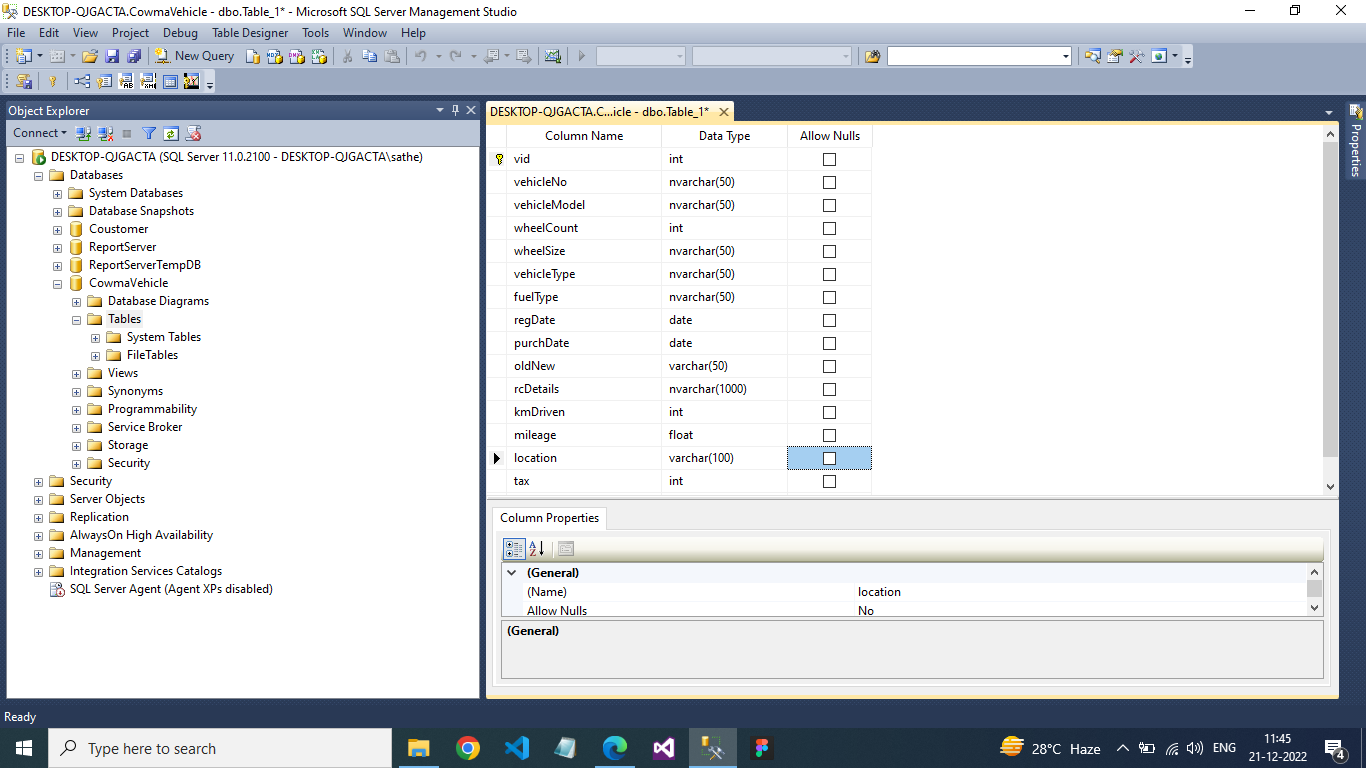 DESKTOP-QJGACTA.CowmaVehicle - dbo.Table_1* - Microsoft SQL Server Management Studio
File Edit View Project Debug Table Designer Tools Window Help
New Query
Object Explorer
Connect
DESKTOP-QJGACTA (SQL Server 11.0.2100 - DESKTOP-QJGACTA\sathe)
Databases
System Databases
Database Snapshots
Coustomer
ReportServer
ReportServerTempDB
CowmaVehicle
Database Diagrams
Tables
System Tables
FileTables
Views
Synonyms
Programmability
Service Broker
Storage
Security
Security
Server Objects
Replication
AlwaysOn High Availability
Management
Integration Services Catalogs
SQL Server Agent (Agent XPs disabled)
DESKTOP-QJGACTA.C...icle - dbo.Table_1*
Column Name Data Type Allow Nulls
vid int
vehicleNo nvarchar(50)
vehicleModel nvarchar(50)
wheelCount int
wheelSize nvarchar(50)
vehicleType nvarchar(50)
fuelType nvarchar(50)
regDate date
purchDate date
oldNew varchar(50)
rcDetails nvarchar(1000)
kmDriven int
mileage float
location varchar(100)
tax int
Column Properties
(General)
(Name) location
Allow Nulls No
(General)
Properties
Ready
Type here to search
28°C Haze
ENG
11:45
21-12-2022
4